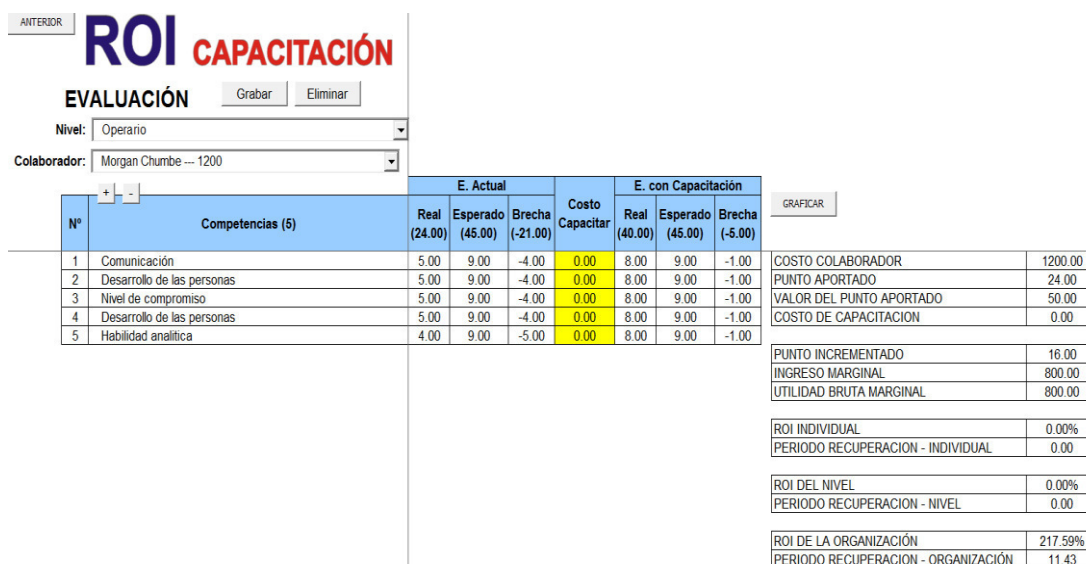 ANTERIOR
ROI CAPACITACIÓN
EVALUACIÓN Grabar Eliminar
Nivel: Operario
Colaborador: Morgan Chumbe --- 1200
+ -
E. Actual E. con Capacitación
Nº Competencias (5) Real (24.00) Esperado (45.00) Brecha (-21.00) Costo Capacitar Real (40.00) Esperado (45.00) Brecha (-5.00) GRAFICAR
1 Comunicación 5.00 9.00 -4.00 0.00 8.00 9.00 -1.00
2 Desarrollo de las personas 5.00 9.00 -4.00 0.00 8.00 9.00 -1.00
3 Nivel de compromiso 5.00 9.00 -4.00 0.00 8.00 9.00 -1.00
4 Desarrollo de las personas 5.00 9.00 -4.00 0.00 8.00 9.00 -1.00
5 Habilidad analitica 4.00 9.00 -5.00 0.00 8.00 9.00 -1.00
COSTO COLABORADOR 1200.00
PUNTO APORTADO 24.00
VALOR DEL PUNTO APORTADO 50.00
COSTO DE CAPACITACION 0.00
PUNTO INCREMENTADO 16.00
INGRESO MARGINAL 800.00
UTILIDAD BRUTA MARGINAL 800.00
ROI INDIVIDUAL 0.00%
PERIODO RECUPERACION - INDIVIDUAL 0.00
ROI DEL NIVEL 0.00%
PERIODO RECUPERACION - NIVEL 0.00
ROI DE LA ORGANIZACIÓN 217.59%
PERIODO RECUPERACION - ORGANIZACIÓN 11.43